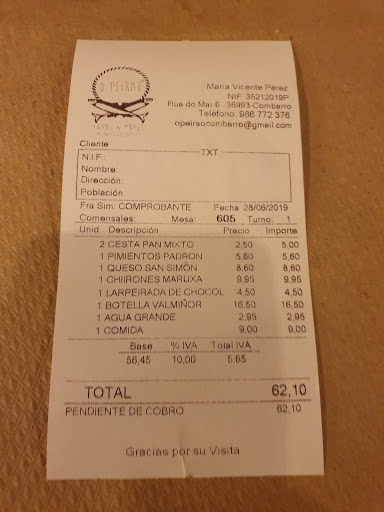 O PEIRAO
TAPAS & MAR
María Vicente Pérez
NIF: 35212019P
Rua do Mar 6 36993-Combarro
Teléfono: 986 772 376
opeiraocombarro@gmail.com
Cliente
TXT
N.I.F.:
Nombre:
Dirección:
Población:
Fra Sim: COMPROBANTE Fecha 28/06/2019
Comensales: Mesa: 605 Turno: 1
Unid. Descripción Precio Importe
2 CESTA PAN MIXTO 2,50 5,00
1 PIMIENTOS PADRON 5,60 5,60
1 QUESO SAN SIMÓN 8,60 8,60
1 CHIIRONES MARUXA 9,95 9,95
1 LARPEIRADA DE CHOCOL 4,50 4,50
1 BOTELLA VALMIÑOR 16,50 16,50
1 AGUA GRANDE 2,95 2,95
1 COMIDA 9,00 9,00
Base % IVA Total IVA
56,45 10,00 5,65
TOTAL 62,10
PENDIENTE DE COBRO 62,10
Gracias por su Visita